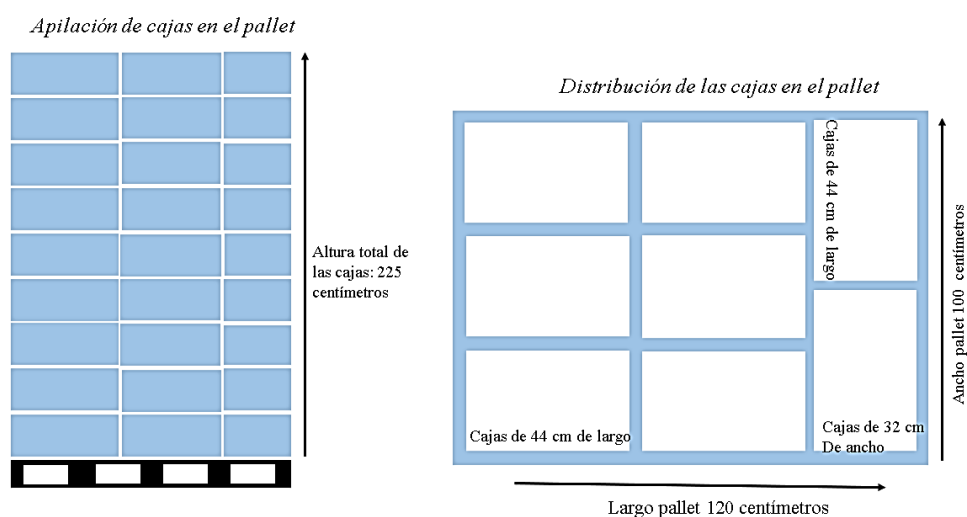 Apilación de cajas en el pallet
Altura total de
las cajas: 225
centímetros
Distribución de las cajas en el pallet
Cajas de 44 cm de largo
Cajas de 44 cm de largo
Cajas de 32 cm
De ancho
Ancho pallet 100 centímetros
Largo pallet 120 centímetros